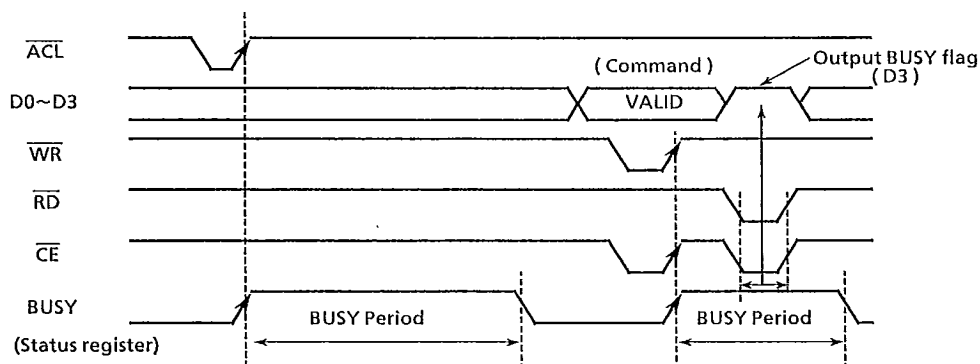 ACL
Output BUSY flag
(D3)
(Command)
D0~D3
VALID
WR
RD
CE
BUSY
(Status register)
BUSY Period
BUSY Period